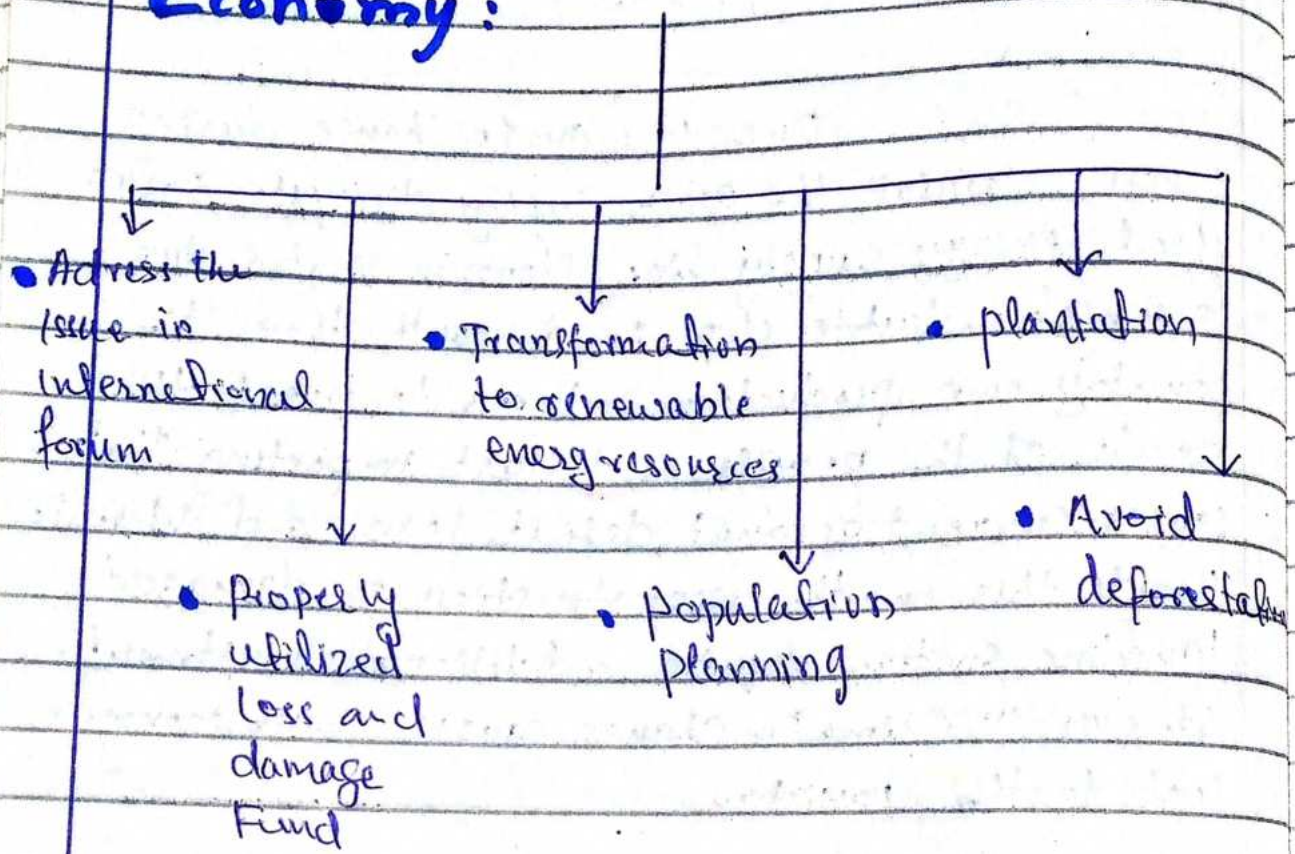 Economy:
• Adress the
issue in
international
forum
• Transformation
to renewable
energ resources
• plantation
• Avoid
deforestation
• Properly
utilized
loss and
damage
Fund
• Population
planning